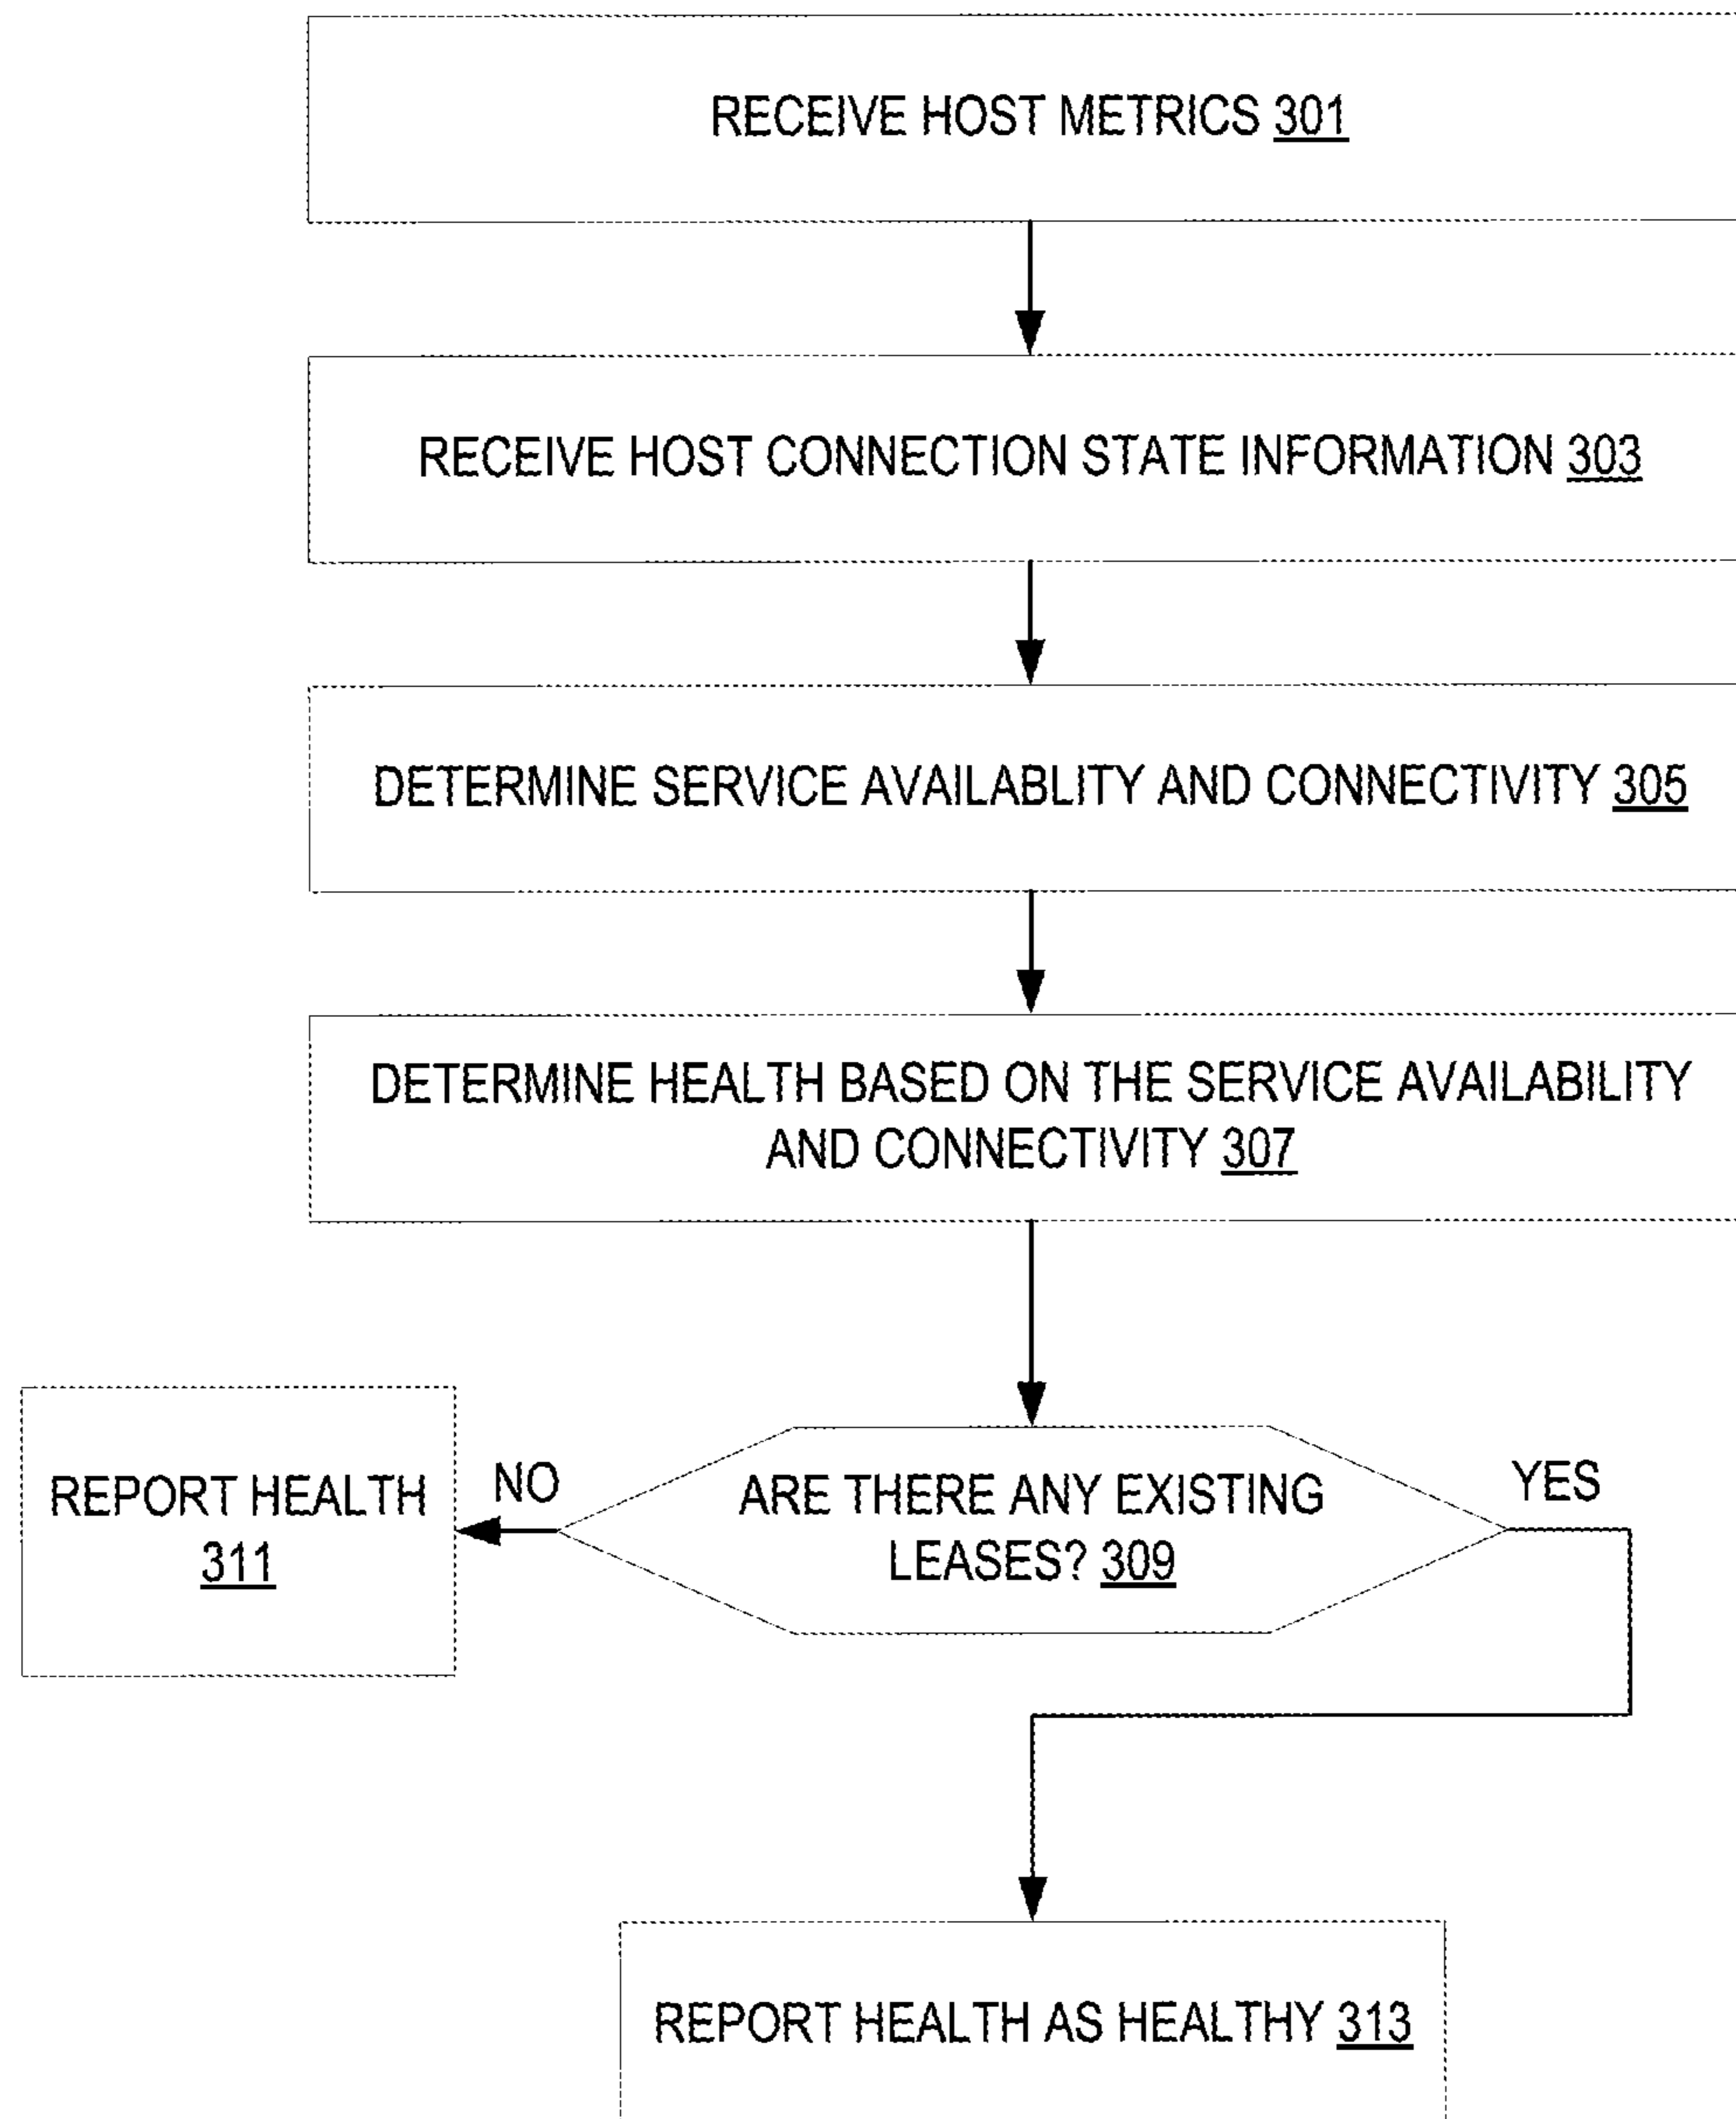 RECEIVE HOST METRICS 301
RECEIVE HOST CONNECTION STATE INFORMATION 303
DETERMINE SERVICE AVAILABLITY AND CONNECTIVITY 305
DETERMINE HEALTH BASED ON THE SERVICE AVAILABILITY
AND CONNECTIVITY 307
REPORT HEALTH
311
NO
ARE THERE ANY EXISTING
LEASES? 309
YES
REPORT HEALTH AS HEALTHY 313